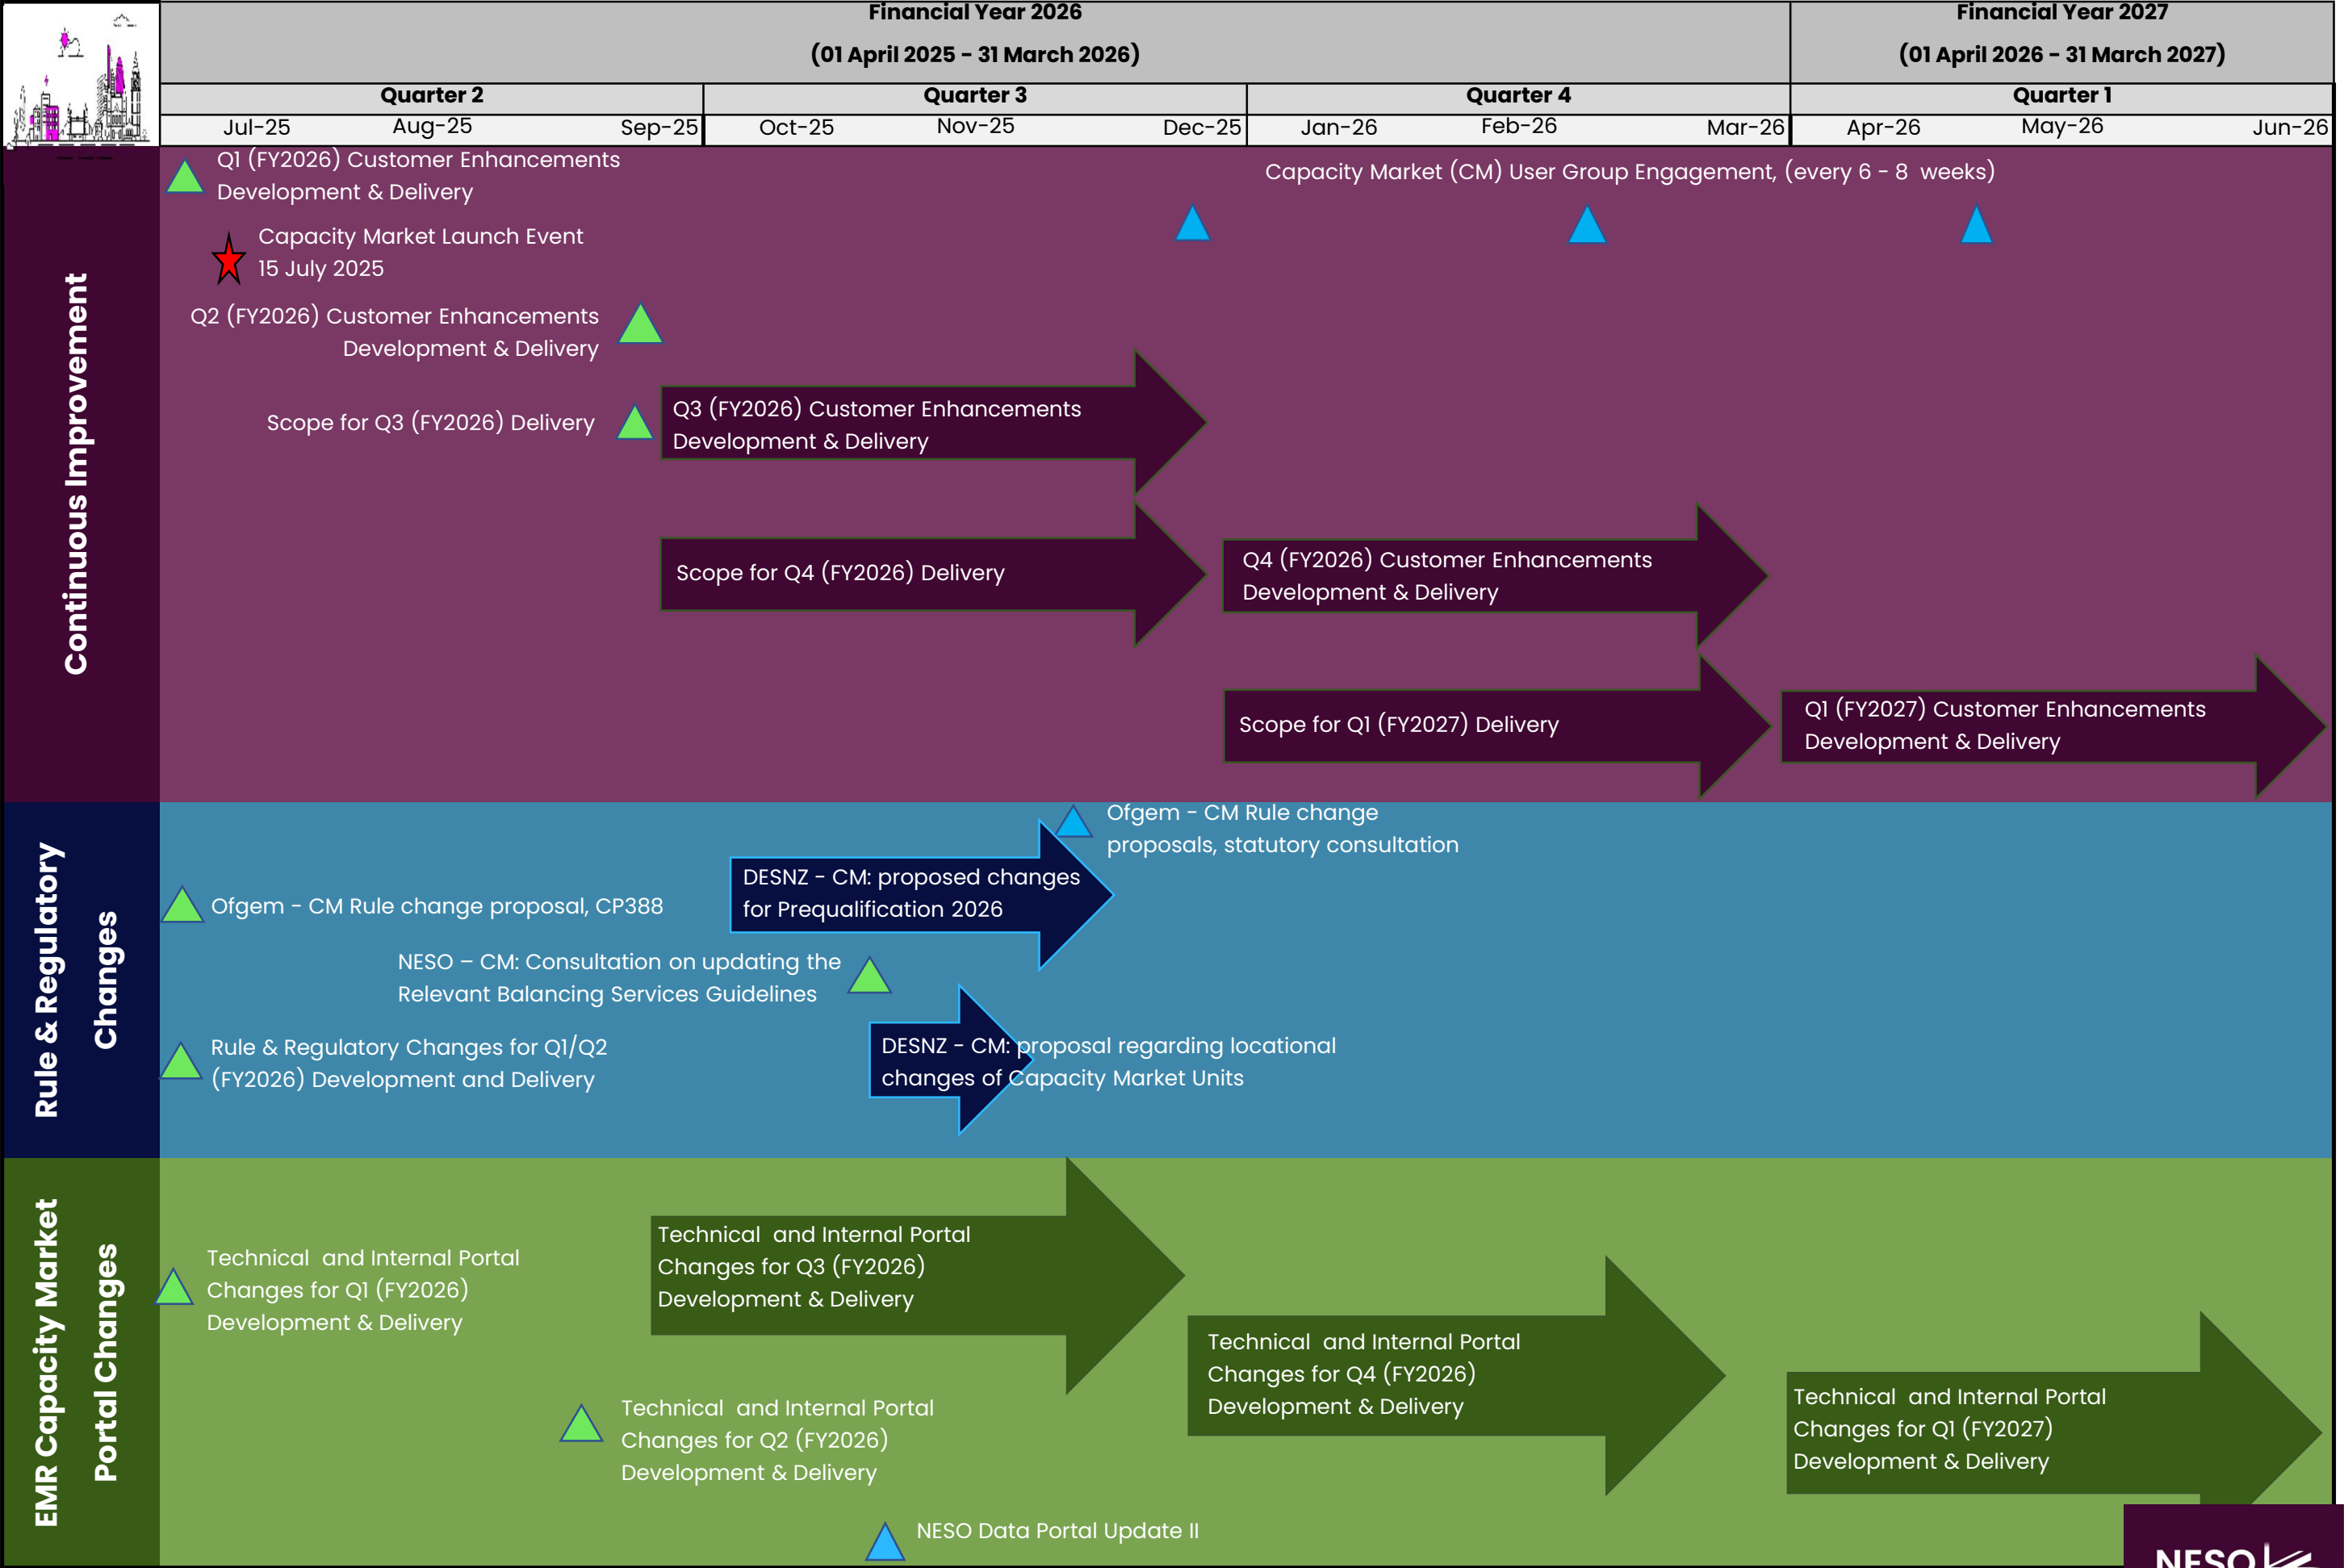 Financial Year 2026
(01 April 2025 - 31 March 2026)
Financial Year 2027
(01 April 2026 - 31 March 2027)
Quarter 2
Quarter 3
Quarter 4
Quarter 1
Jul-25
Aug-25
Sep-25
Oct-25
Nov-25
Dec-25
Jan-26
Feb-26
Mar-26
Apr-26
May-26
Jun-26
Continuous Improvement
Q1 (FY2026) Customer Enhancements
Development & Delivery
Capacity Market (CM) User Group Engagement, (every 6 - 8 weeks)
Capacity Market Launch Event
15 July 2025
Q2 (FY2026) Customer Enhancements
Development & Delivery
Scope for Q3 (FY2026) Delivery
Q3 (FY2026) Customer Enhancements
Development & Delivery
Scope for Q4 (FY2026) Delivery
Q4 (FY2026) Customer Enhancements
Development & Delivery
Scope for Q1 (FY2027) Delivery
Q1 (FY2027) Customer Enhancements
Development & Delivery
Rule & Regulatory
Changes
Ofgem - CM Rule change
proposals, statutory consultation
DESNZ - CM: proposed changes
for Prequalification 2026
Ofgem - CM Rule change proposal, CP388
NESO – CM: Consultation on updating the
Relevant Balancing Services Guidelines
Rule & Regulatory Changes for Q1/Q2
(FY2026) Development and Delivery
DESNZ - CM: proposal regarding locational
changes of Capacity Market Units
EMR Capacity Market
Portal Changes
Technical and Internal Portal
Changes for Q1 (FY2026)
Development & Delivery
Technical and Internal Portal
Changes for Q3 (FY2026)
Development & Delivery
Technical and Internal Portal
Changes for Q4 (FY2026)
Development & Delivery
Technical and Internal Portal
Changes for Q1 (FY2027)
Development & Delivery
Technical and Internal Portal
Changes for Q2 (FY2026)
Development & Delivery
NESO Data Portal Update II
NESO